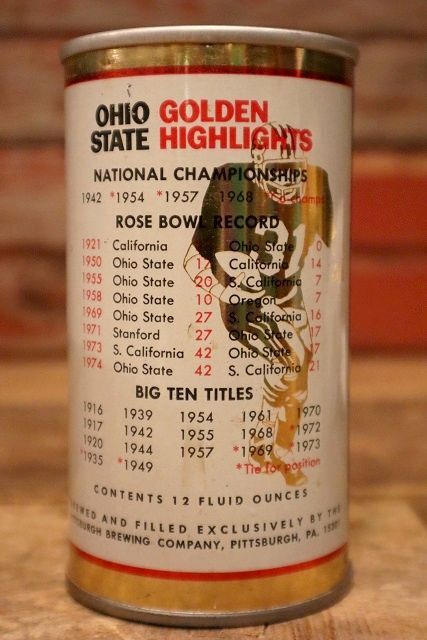 OHIO STATE GOLDEN HIGHLIGHTS
NATIONAL CHAMPIONSHIPS
1942 *1954 *1957 1968 *Co champs
ROSE BOWL RECORD
1921 California Ohio State 0
1950 Ohio State 17 California 14
1955 Ohio State 20 S. California 7
1958 Ohio State 10 Oregon 7
1969 Ohio State 27 S. California 16
1971 Stanford 27 Ohio State 17
1973 S. California 42 Ohio State 17
1974 Ohio State 42 S. California 21
BIG TEN TITLES
1916 1939 1954 1961 1970
1917 1942 1955 1968 *1972
1920 1944 1957 *1969 *1973
*1935 *1949 *Tie for position
CONTENTS 12 FLUID OUNCES
AND FILLED EXCLUSIVELY BY THE
BREWING COMPANY, PITTSBURGH, PA.